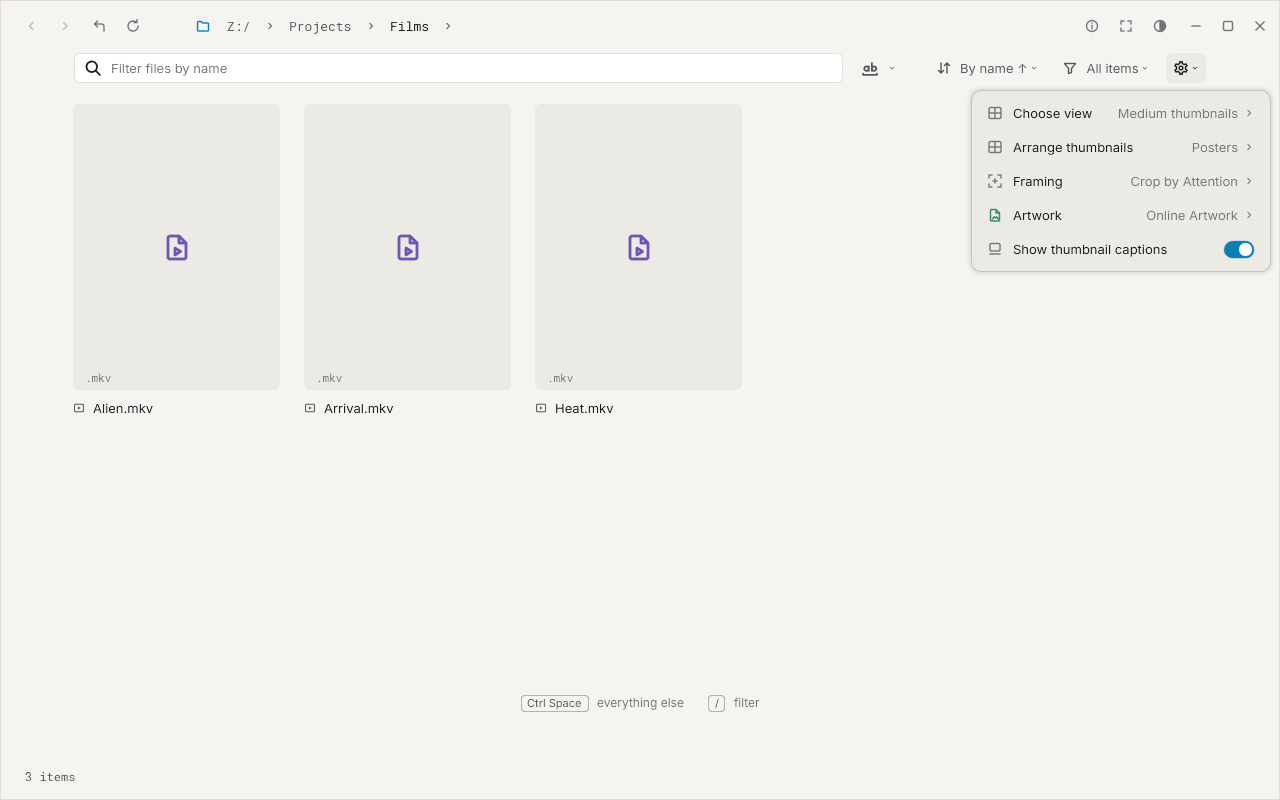 Z:/ Projects Films
Filter files by name
ab
By name ↑
All items
Choose view Medium thumbnails
Arrange thumbnails Posters
Framing Crop by Attention
Artwork Online Artwork
Show thumbnail captions
.mkv .mkv .mkv
Alien.mkv Arrival.mkv Heat.mkv
Ctrl Space everything else / filter
3 items